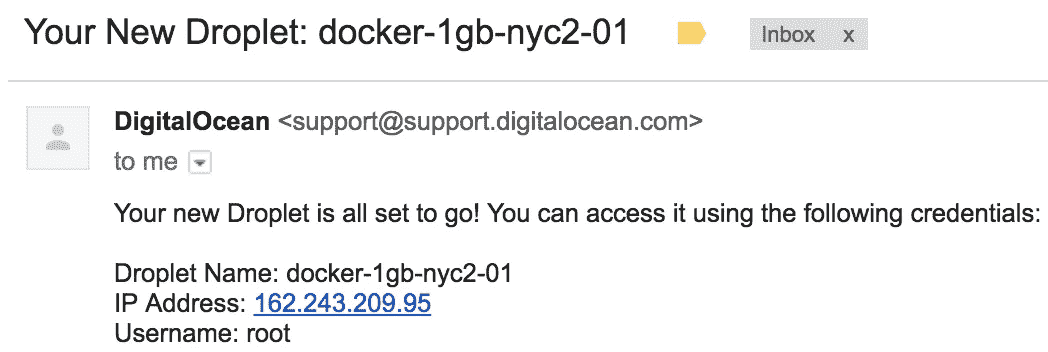 Your New Droplet: docker-1gb-nyc2-01 Inbox x
DigitalOcean <support@support.digitalocean.com>
to me
Your new Droplet is all set to go! You can access it using the following credentials:
Droplet Name: docker-1gb-nyc2-01
IP Address: 162.243.209.95
Username: root